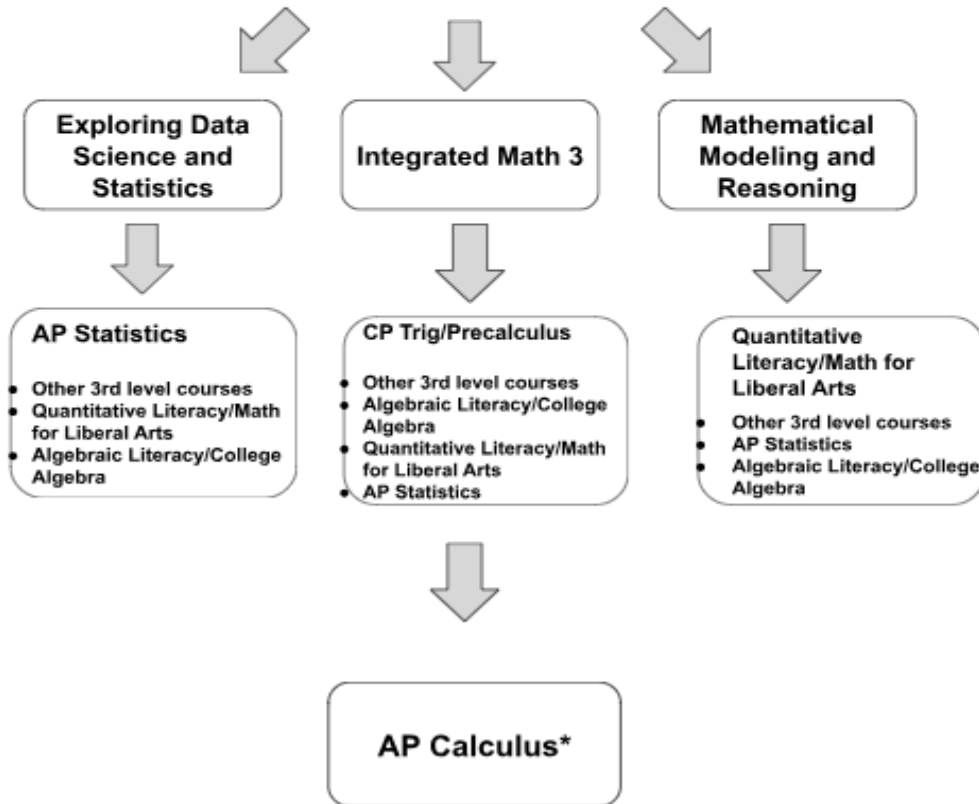 Exploring Data
Science and
Statistics
Integrated Math 3
Mathematical
Modeling and
Reasoning
AP Statistics
● Other 3rd level courses
● Quantitative Literacy/Math
for Liberal Arts
● Algebraic Literacy/College
Algebra
CP Trig/Precalculus
● Other 3rd level courses
● Algebraic Literacy/College
Algebra
● Quantitative Literacy/Math
for Liberal Arts
● AP Statistics
Quantitative
Literacy/Math for
Liberal Arts
● Other 3rd level courses
● AP Statistics
● Algebraic Literacy/College
Algebra
AP Calculus*